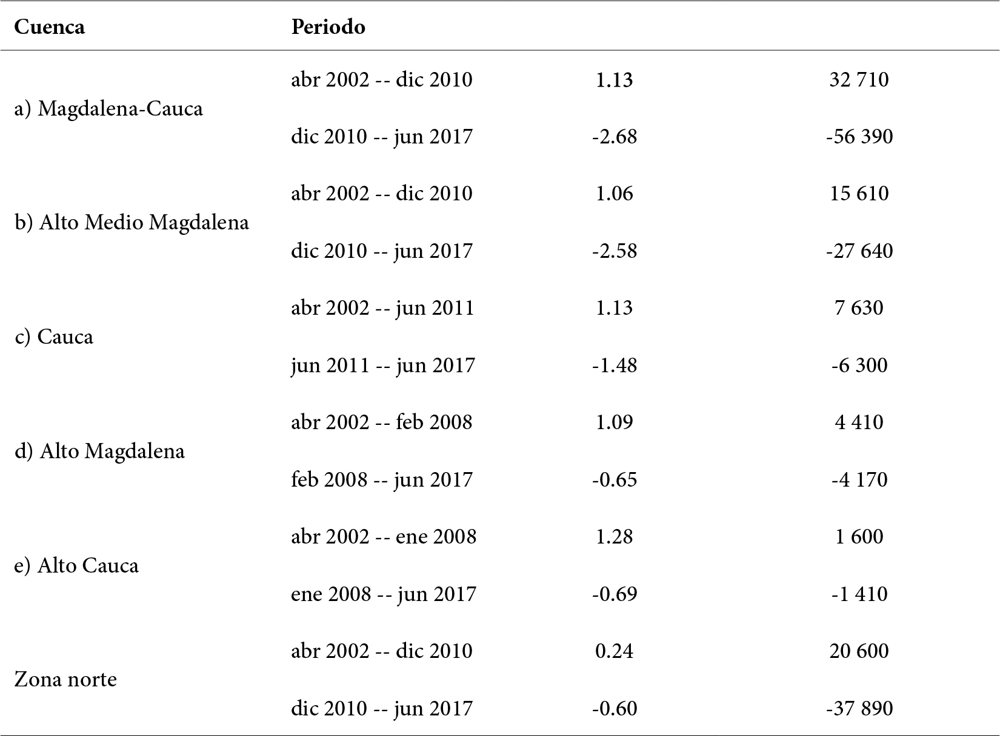 Cuenca Periodo
abr 2002 -- dic 2010 1.13 32 710
a) Magdalena-Cauca
dic 2010 -- jun 2017 -2.68 -56 390
abr 2002 -- dic 2010 1.06 15 610
b) Alto Medio Magdalena
dic 2010 -- jun 2017 -2.58 -27 640
abr 2002 -- jun 2011 1.13 7 630
c) Cauca
jun 2011 -- jun 2017 -1.48 -6 300
abr 2002 -- feb 2008 1.09 4 410
d) Alto Magdalena
feb 2008 -- jun 2017 -0.65 -4 170
abr 2002 -- ene 2008 1.28 1 600
e) Alto Cauca
ene 2008 -- jun 2017 -0.69 -1 410
abr 2002 -- dic 2010 0.24 20 600
Zona norte
dic 2010 -- jun 2017 -0.60 -37 890